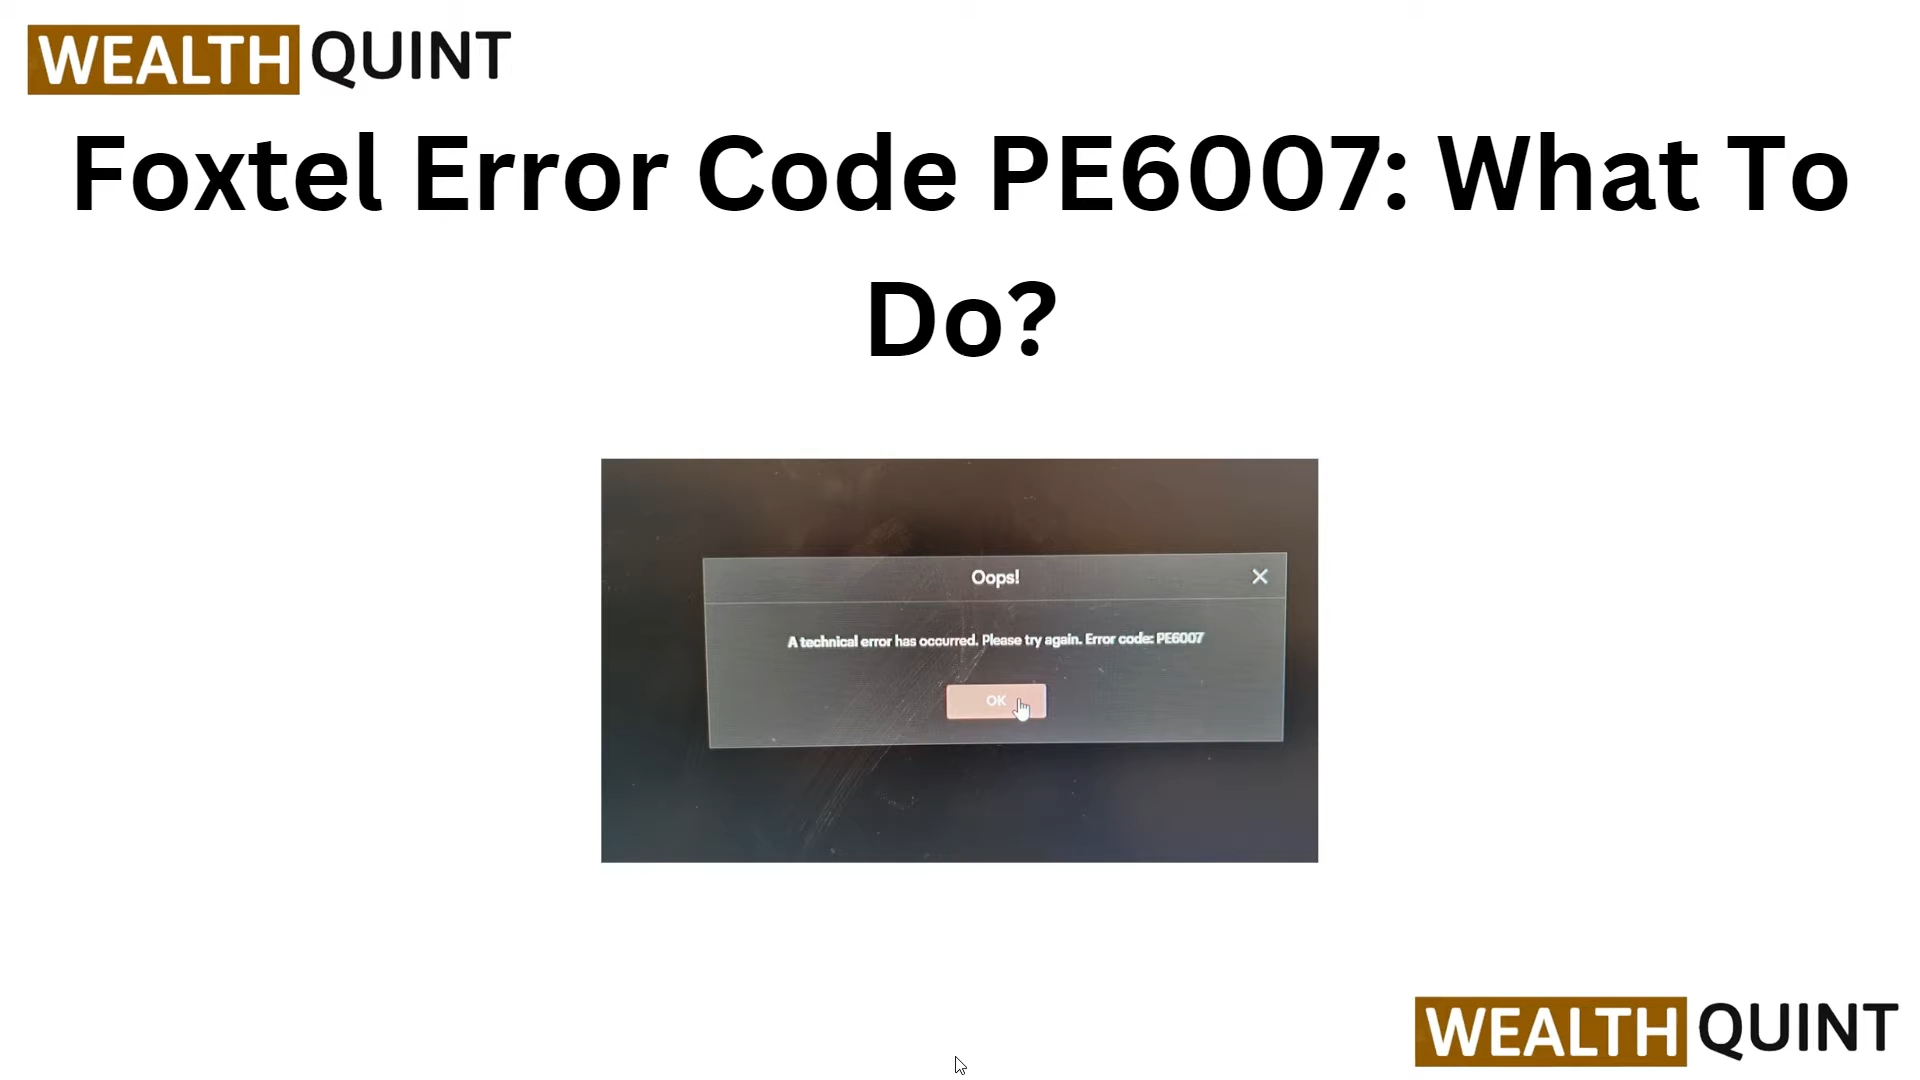 WEALTH QUINT
Foxtel Error Code PE6007: What To
Do?
Oops!
A technical error has occurred. Please try again. Error code: PE6007
OK
WEALTH QUINT